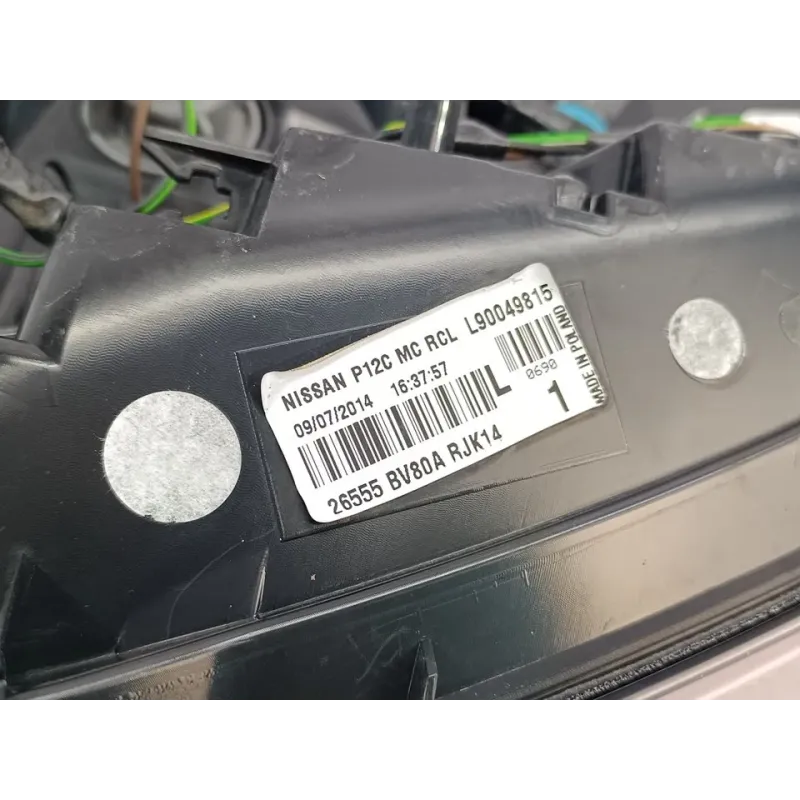 NISSAN P12C MC RCL L90049815
09/07/2014 16:37:57
L
0690
1
MADE IN POLAND
26555 BV80A RJK14